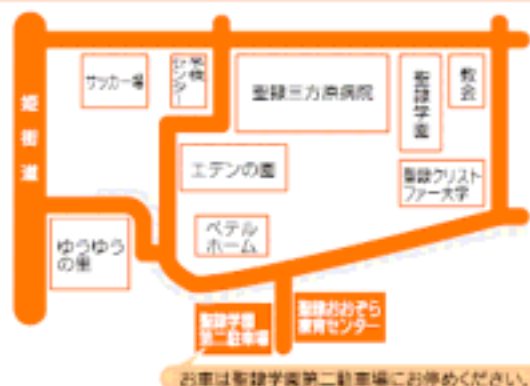 姫街道
サッカー場
センター
聖隷三方原病院
聖隷学園
教会
エデンの園
聖隷クリスト
ファー大学
ゆうゆう
の里
ベテル
ホーム
聖隷学園
第二駐車場
聖隷おおぞら
療育センター
お車は聖隷学園第二駐車場にお停めください。